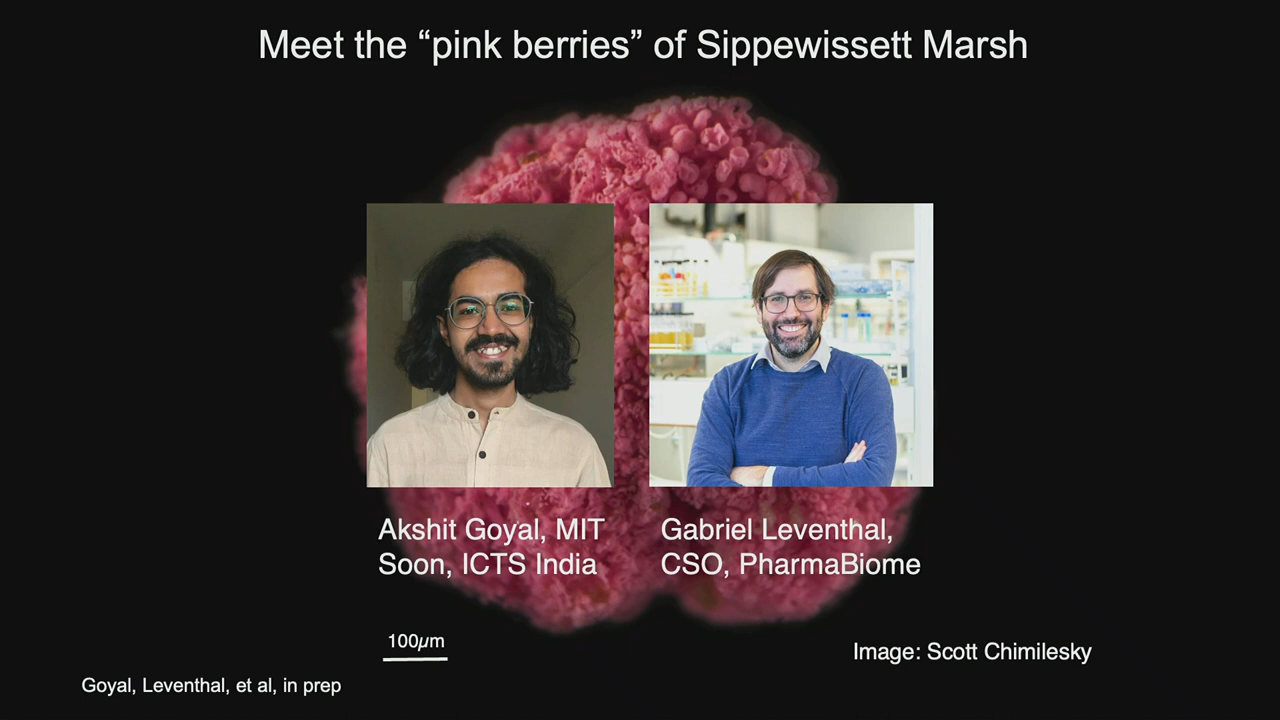 Meet the “pink berries” of Sippewissett Marsh
Akshit Goyal, MIT
Soon, ICTS India
Gabriel Leventhal,
CSO, PharmaBiome
100μm
Image: Scott Chimilesky
Goyal, Leventhal, et al, in prep